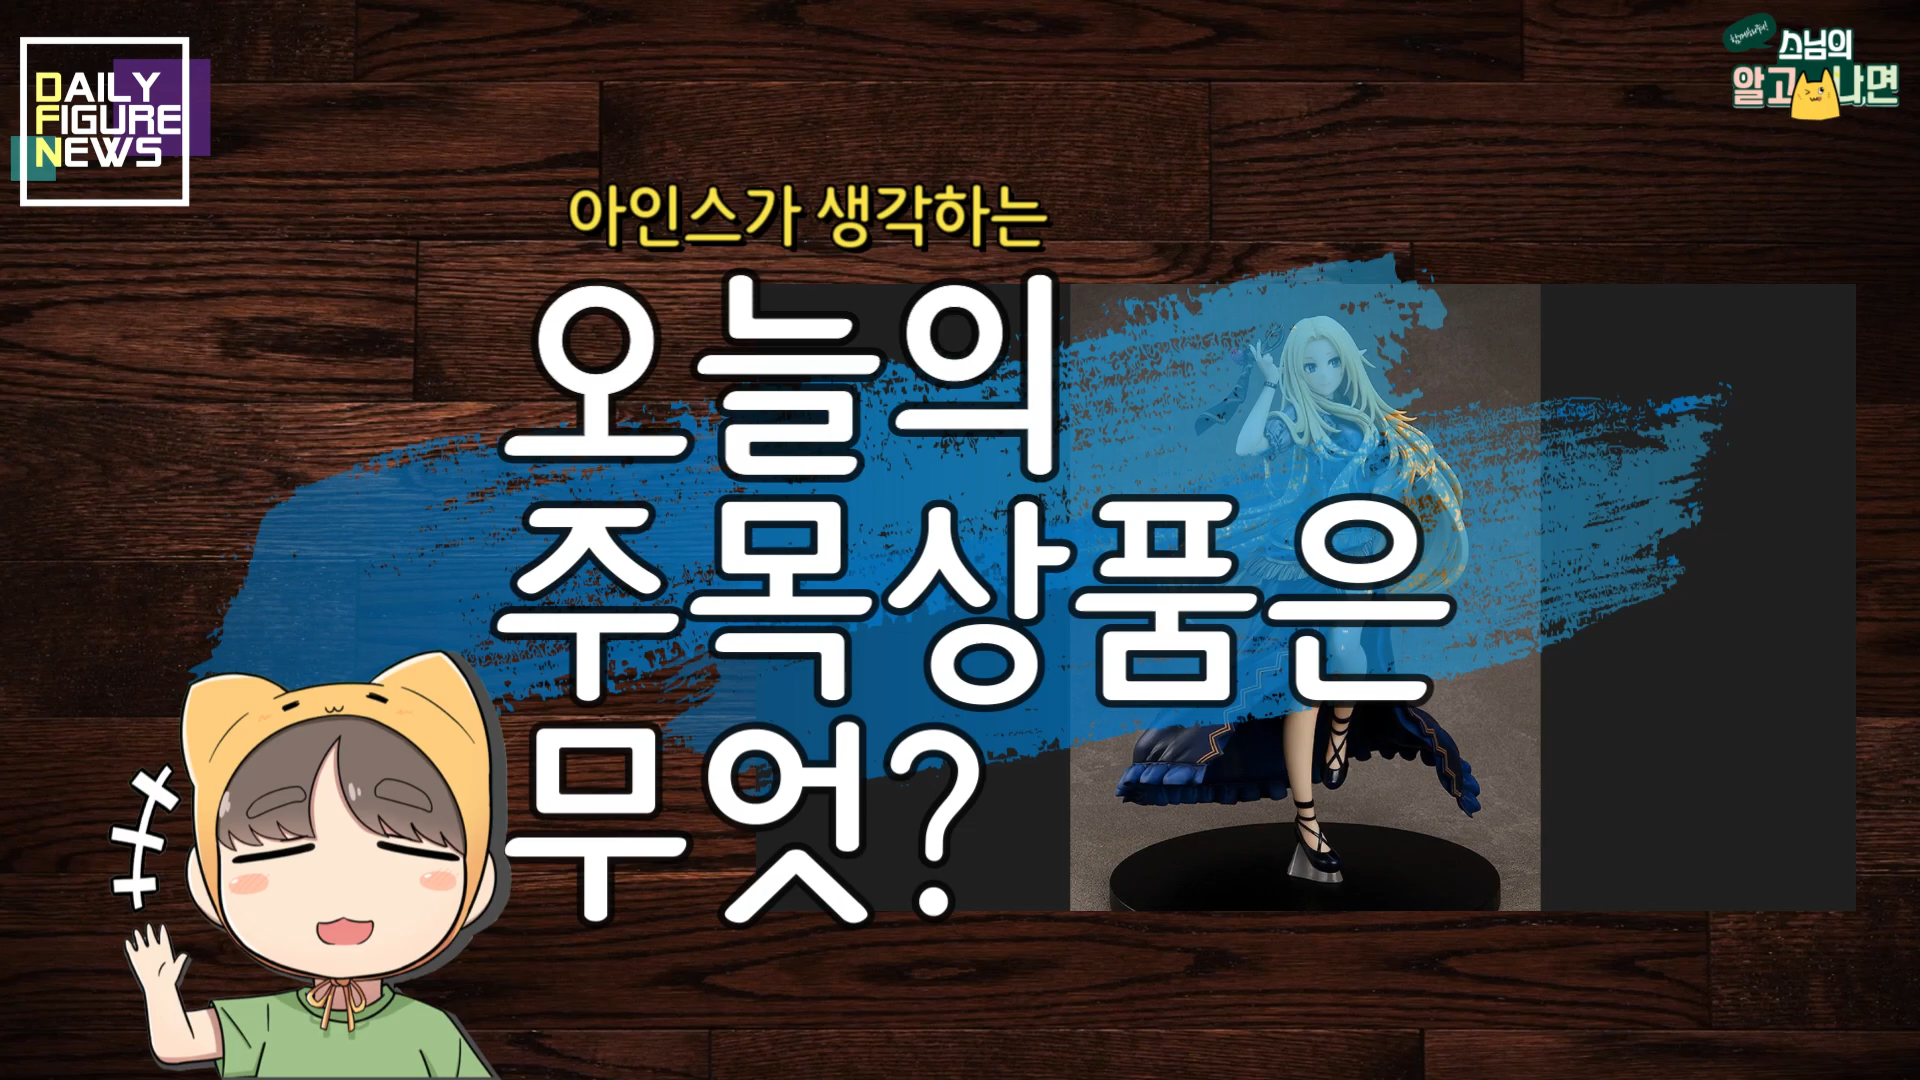 DAILY
FIGURE
NEWS
스님의
알고 나면
아인스가 생각하는
오늘의
주목상품은
무엇?